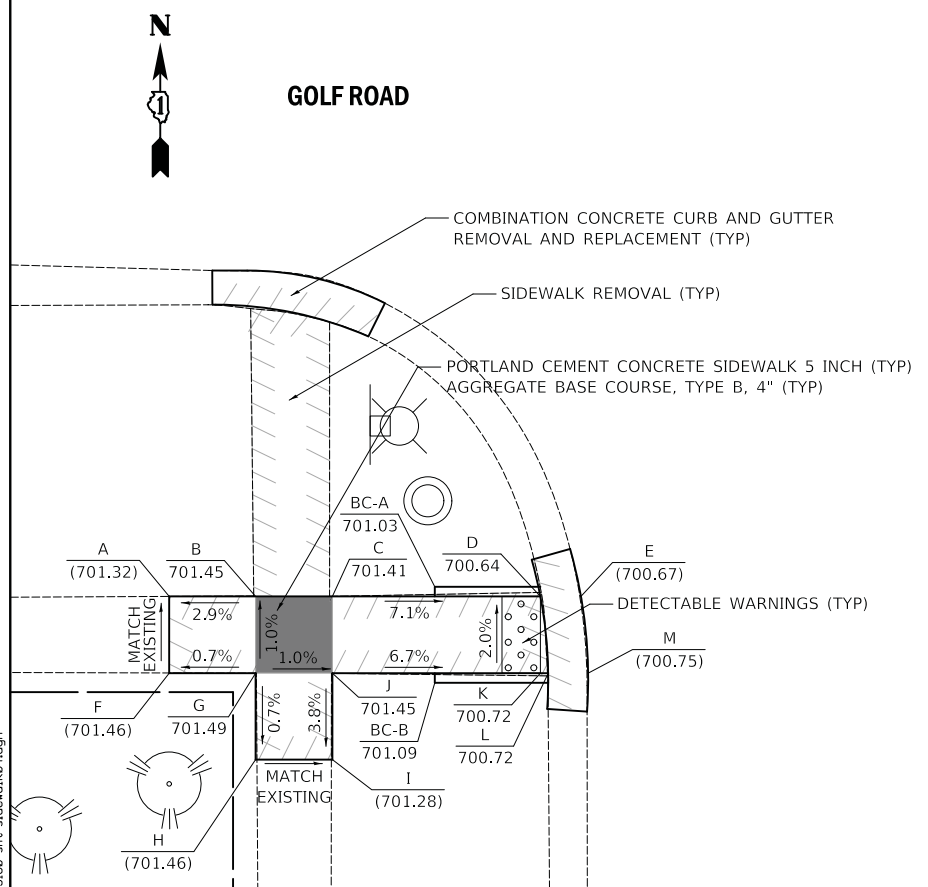 N
1
GOLF ROAD
COMBINATION CONCRETE CURB AND GUTTER
REMOVAL AND REPLACEMENT (TYP)
SIDEWALK REMOVAL (TYP)
PORTLAND CEMENT CONCRETE SIDEWALK 5 INCH (TYP)
AGGREGATE BASE COURSE, TYPE B, 4" (TYP)
BC-A
701.03
A
(701.32)
B
701.45
C
701.41
D
700.64
E
(700.67)
DETECTABLE WARNINGS (TYP)
M
(700.75)
MATCH
EXISTING
2.9%
0.7%
1.0%
1.0%
7.1%
6.7%
2.0%
0.7%
3.8%
F
(701.46)
G
701.49
J
701.45
BC-B
701.09
K
700.72
L
700.72
MATCH
EXISTING
I
(701.28)
H
(701.46)